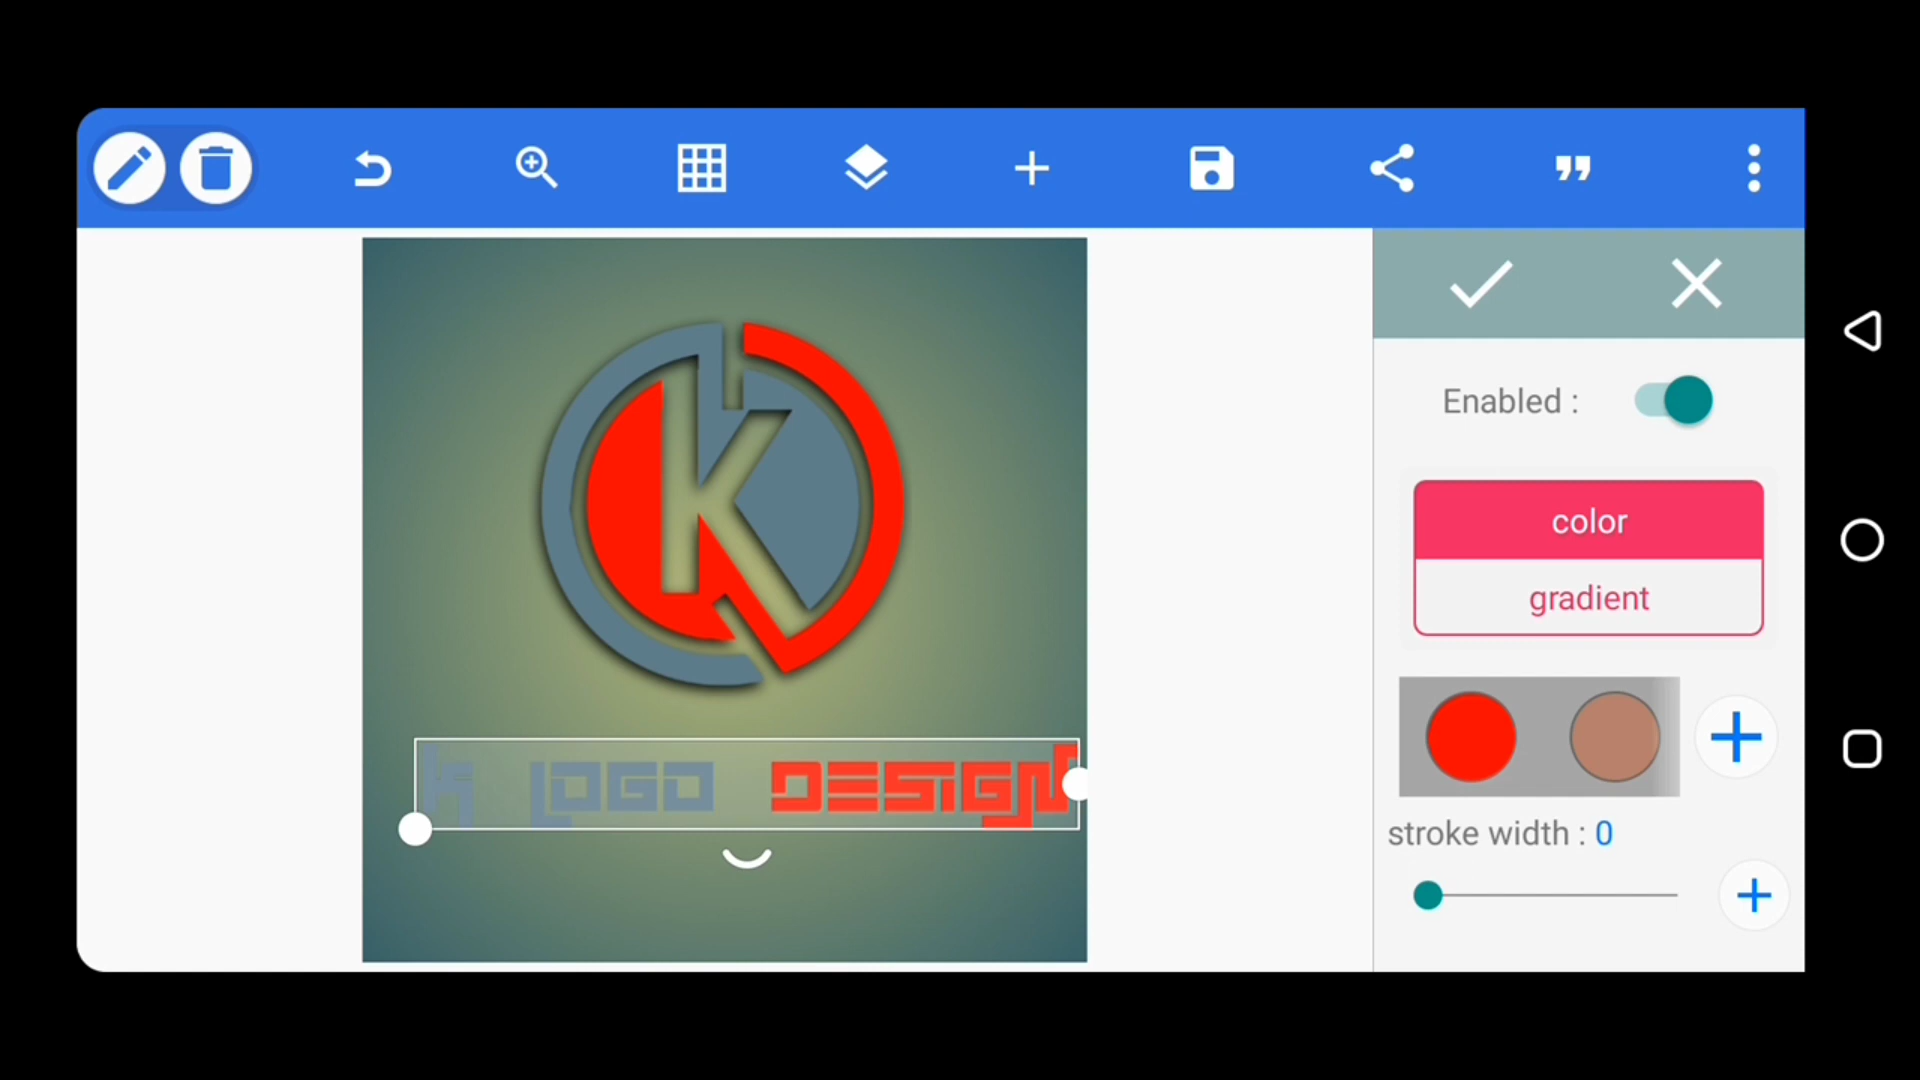 Enabled :
color
gradient
K
K LOGO DESIGN
stroke width : 0